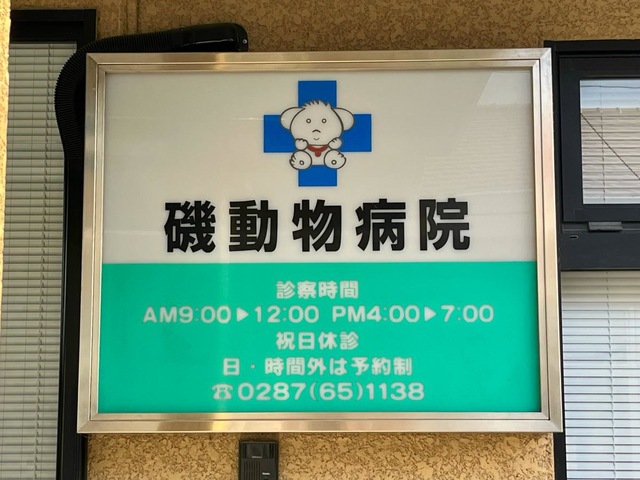 磯動物病院
診察時間
AM9:00▶12:00 PM4:00▶7:00
祝日休診
日・時間外は予約制
☎0287(65)1138